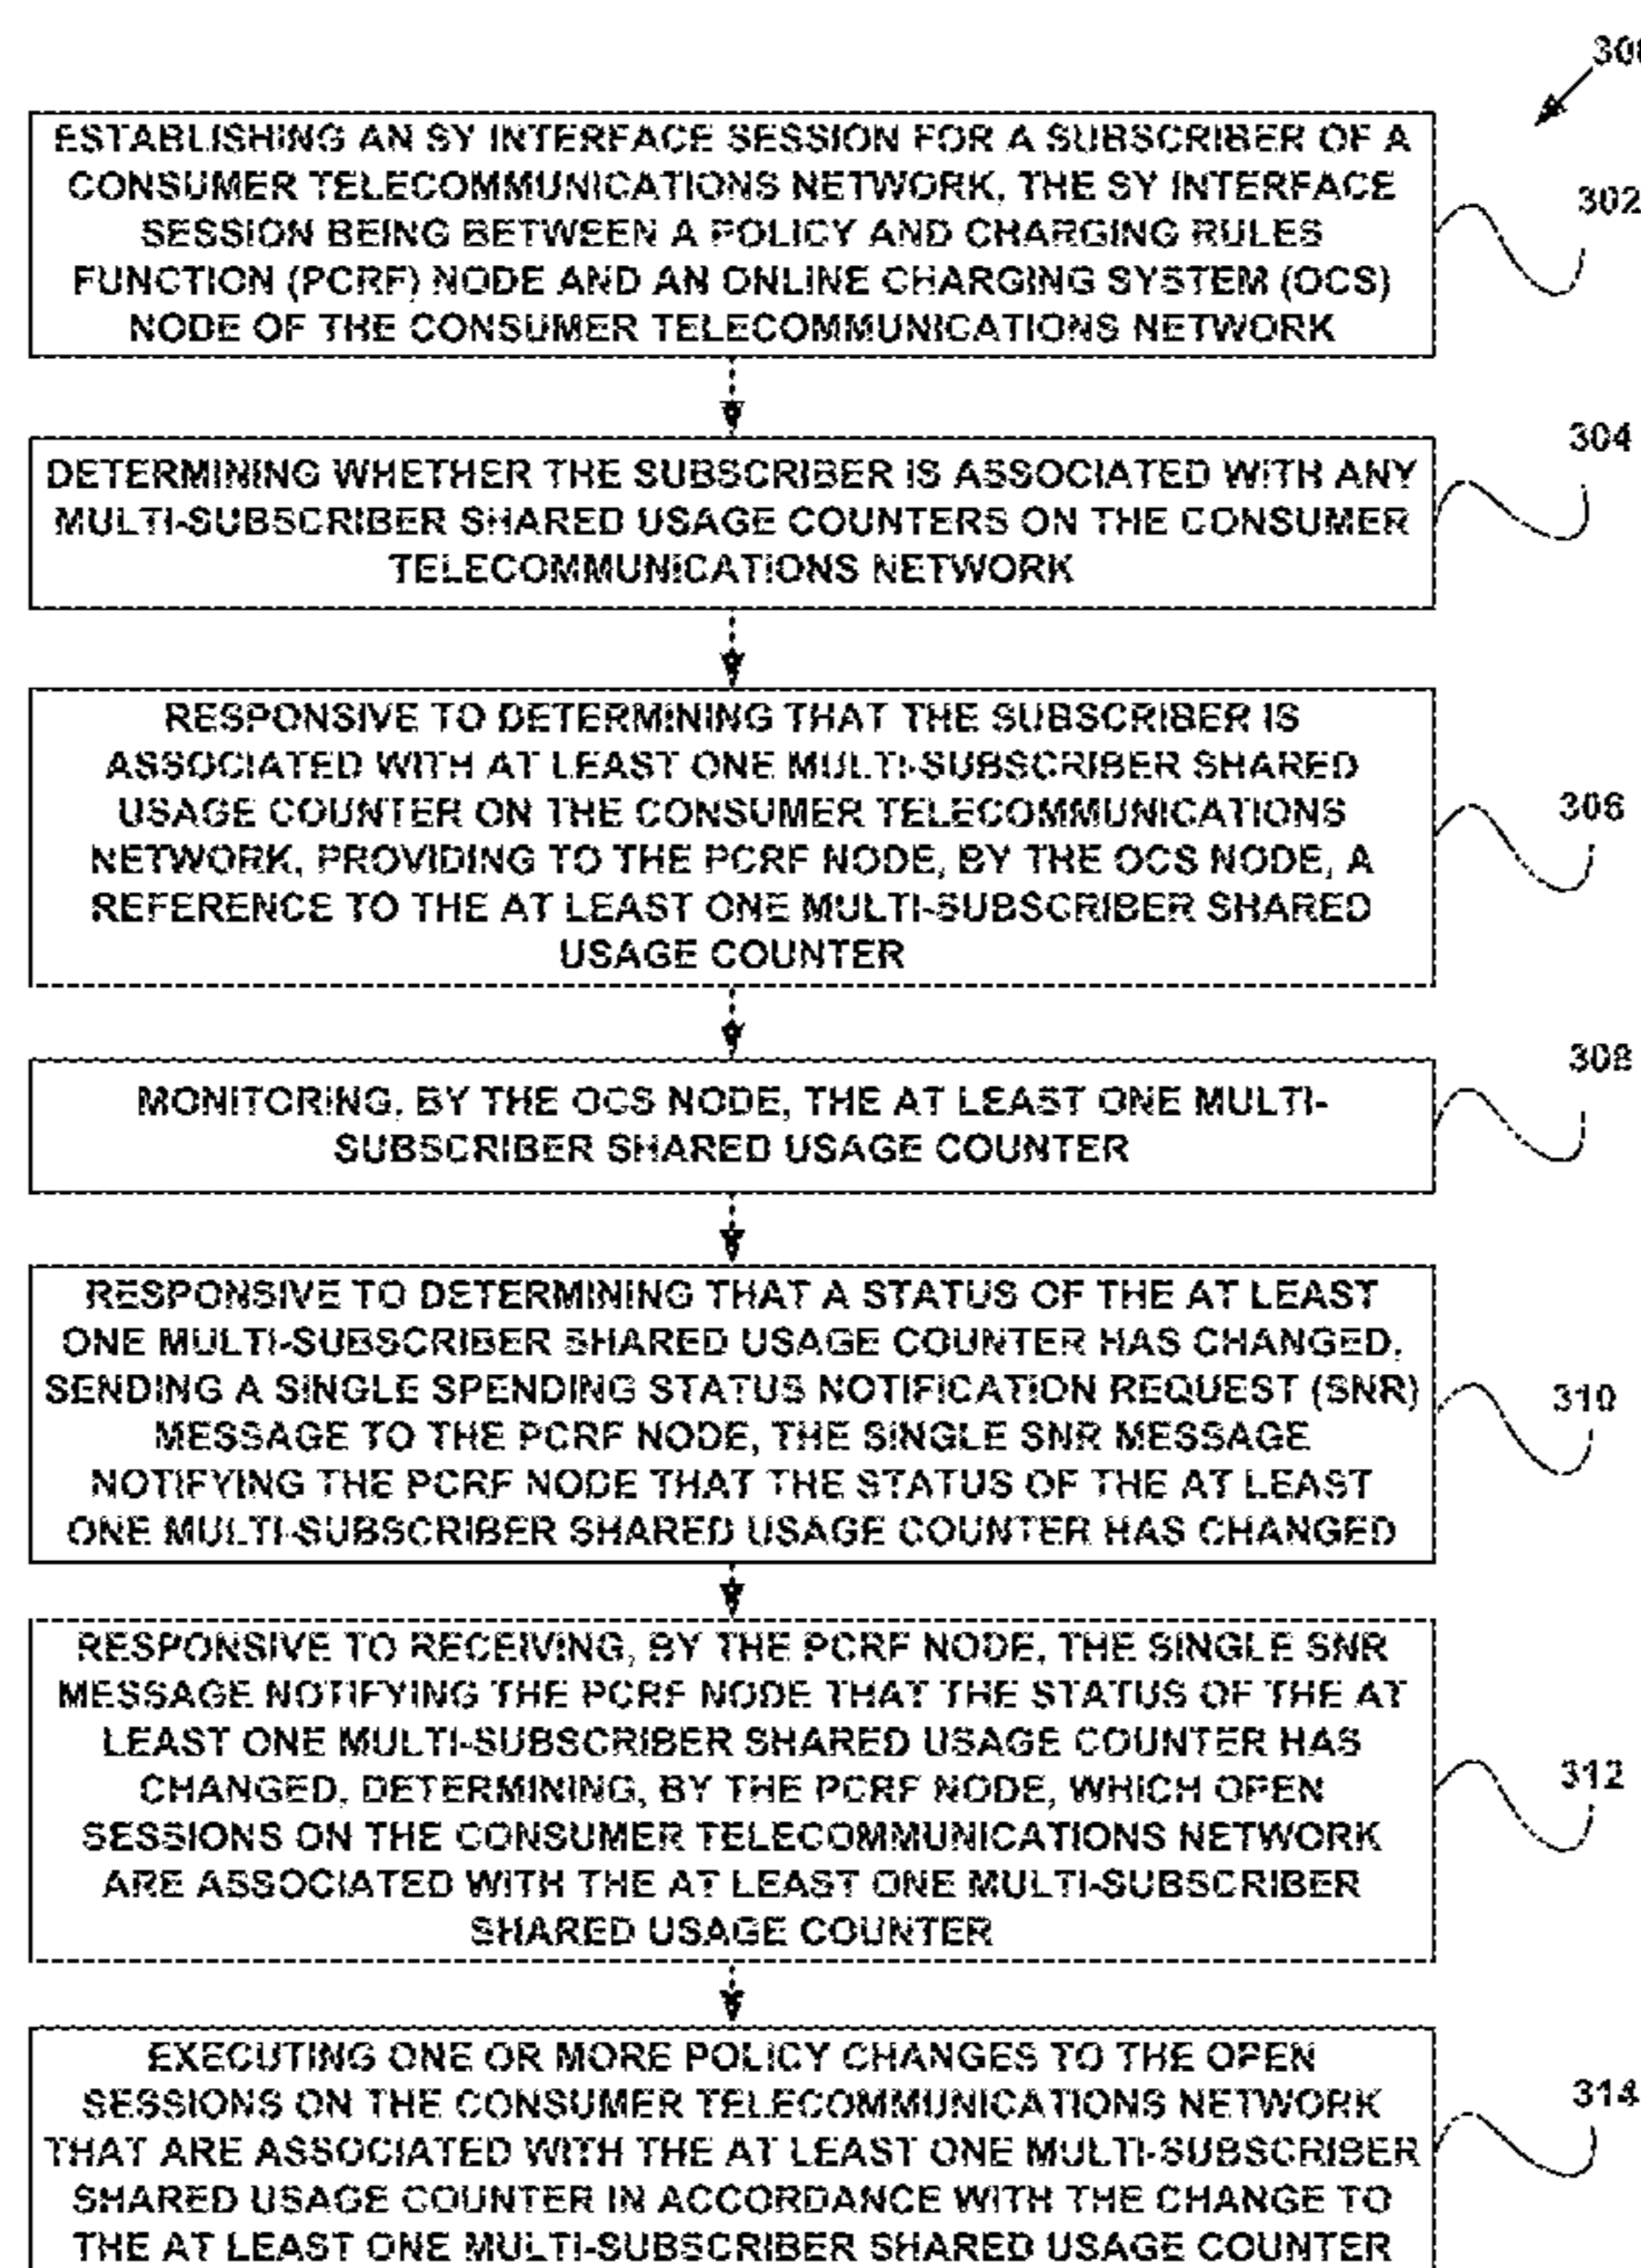 300
ESTABLISHING AN SY INTERFACE SESSION FOR A SUBSCRIBER OF A
CONSUMER TELECOMMUNICATIONS NETWORK, THE SY INTERFACE
SESSION BEING BETWEEN A POLICY AND CHARGING RULES
FUNCTION (PCRF) NODE AND AN ONLINE CHARGING SYSTEM (OCS)
NODE OF THE CONSUMER TELECOMMUNICATIONS NETWORK
302
DETERMINING WHETHER THE SUBSCRIBER IS ASSOCIATED WITH ANY
MULTI-SUBSCRIBER SHARED USAGE COUNTERS ON THE CONSUMER
TELECOMMUNICATIONS NETWORK
304
RESPONSIVE TO DETERMINING THAT THE SUBSCRIBER IS
ASSOCIATED WITH AT LEAST ONE MULTI-SUBSCRIBER SHARED
USAGE COUNTER ON THE CONSUMER TELECOMMUNICATIONS
NETWORK, PROVIDING TO THE PCRF NODE, BY THE OCS NODE, A
REFERENCE TO THE AT LEAST ONE MULTI-SUBSCRIBER SHARED
USAGE COUNTER
306
MONITORING, BY THE OCS NODE, THE AT LEAST ONE MULTI-
SUBSCRIBER SHARED USAGE COUNTER
308
RESPONSIVE TO DETERMINING THAT A STATUS OF THE AT LEAST
ONE MULTI-SUBSCRIBER SHARED USAGE COUNTER HAS CHANGED,
SENDING A SINGLE SPENDING STATUS NOTIFICATION REQUEST (SNR)
MESSAGE TO THE PCRF NODE, THE SINGLE SNR MESSAGE
NOTIFYING THE PCRF NODE THAT THE STATUS OF THE AT LEAST
ONE MULTI-SUBSCRIBER SHARED USAGE COUNTER HAS CHANGED
310
RESPONSIVE TO RECEIVING, BY THE PCRF NODE, THE SINGLE SNR
MESSAGE NOTIFYING THE PCRF NODE THAT THE STATUS OF THE AT
LEAST ONE MULTI-SUBSCRIBER SHARED USAGE COUNTER HAS
CHANGED, DETERMINING, BY THE PCRF NODE, WHICH OPEN
SESSIONS ON THE CONSUMER TELECOMMUNICATIONS NETWORK
ARE ASSOCIATED WITH THE AT LEAST ONE MULTI-SUBSCRIBER
SHARED USAGE COUNTER
312
EXECUTING ONE OR MORE POLICY CHANGES TO THE OPEN
SESSIONS ON THE CONSUMER TELECOMMUNICATIONS NETWORK
THAT ARE ASSOCIATED WITH THE AT LEAST ONE MULTI-SUBSCRIBER
SHARED USAGE COUNTER IN ACCORDANCE WITH THE CHANGE TO
THE AT LEAST ONE MULTI-SUBSCRIBER SHARED USAGE COUNTER
314